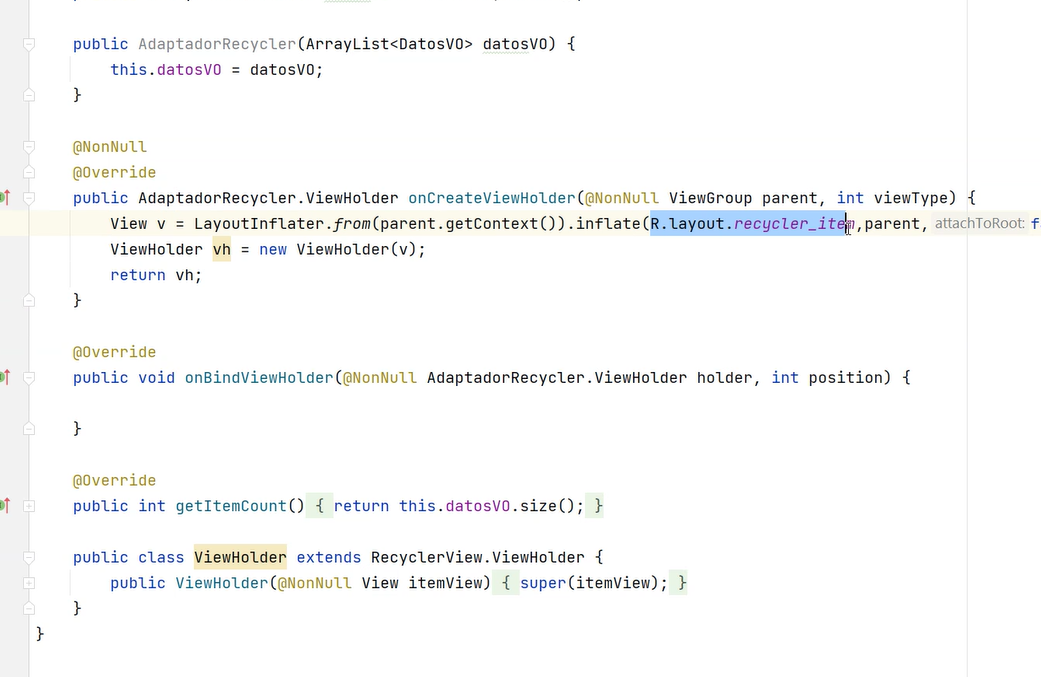 public AdaptadorRecycler(ArrayList<DatosVO> datosVO) {
this.datosVO = datosVO;
}
@NonNull
@Override
public AdaptadorRecycler.ViewHolder onCreateViewHolder(@NonNull ViewGroup parent, int viewType) {
View v = LayoutInflater.from(parent.getContext()).inflate(R.layout.recycler_item,parent, attachToRoot: f
ViewHolder vh = new ViewHolder(v);
return vh;
}
@Override
public void onBindViewHolder(@NonNull AdaptadorRecycler.ViewHolder holder, int position) {
}
@Override
public int getItemCount() { return this.datosVO.size(); }
public class ViewHolder extends RecyclerView.ViewHolder {
public ViewHolder(@NonNull View itemView) { super(itemView); }
}
}